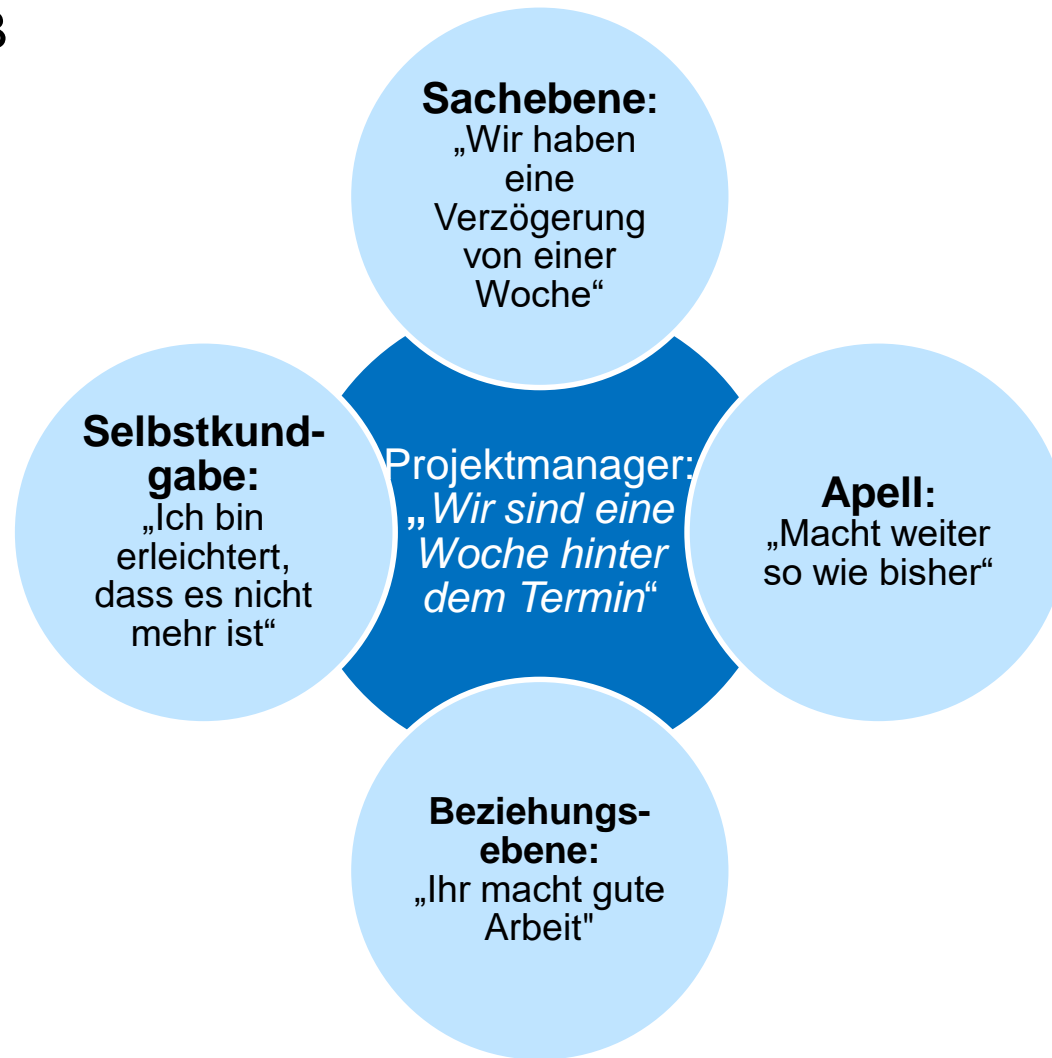 Sachebene:
„Wir haben
eine
Verzögerung
von einer
Woche“
Selbstkund-
gabe:
„Ich bin
erleichtert,
dass es nicht
mehr ist“
Projektmanager:
„Wir sind eine
Woche hinter
dem Termin“
Apell:
„Macht weiter
so wie bisher“
Beziehungs-
ebene:
„Ihr macht gute
Arbeit"